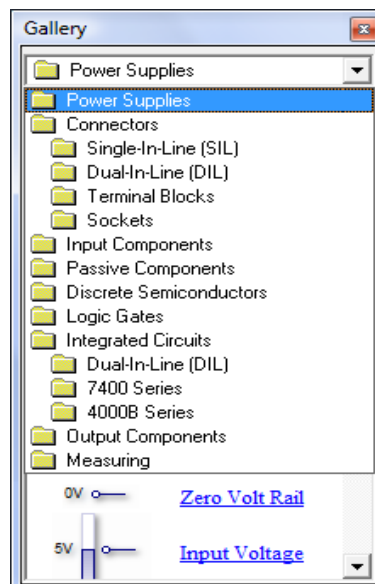 Gallery
Power Supplies
Power Supplies
Connectors
Single-In-Line (SIL)
Dual-In-Line (DIL)
Terminal Blocks
Sockets
Input Components
Passive Components
Discrete Semiconductors
Logic Gates
Integrated Circuits
Dual-In-Line (DIL)
7400 Series
4000B Series
Output Components
Measuring
0V Zero Volt Rail
5V Input Voltage